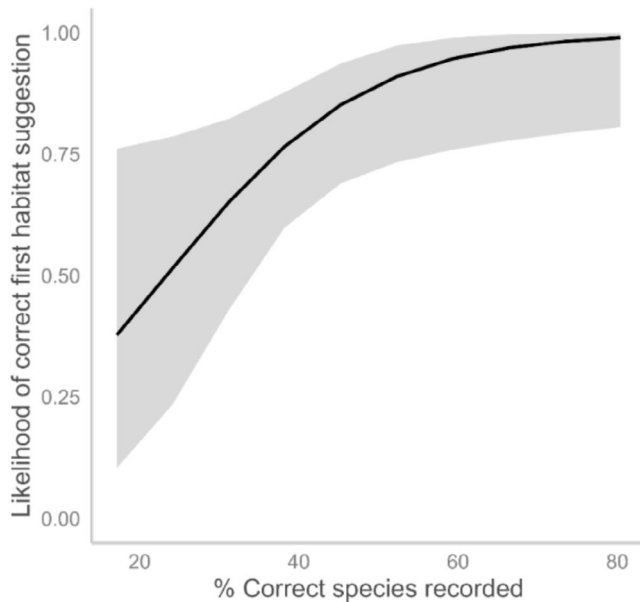 1.00
0.75
0.50
0.25
0.00
Likelihood of correct first habitat suggestion
20 40 60 80
% Correct species recorded